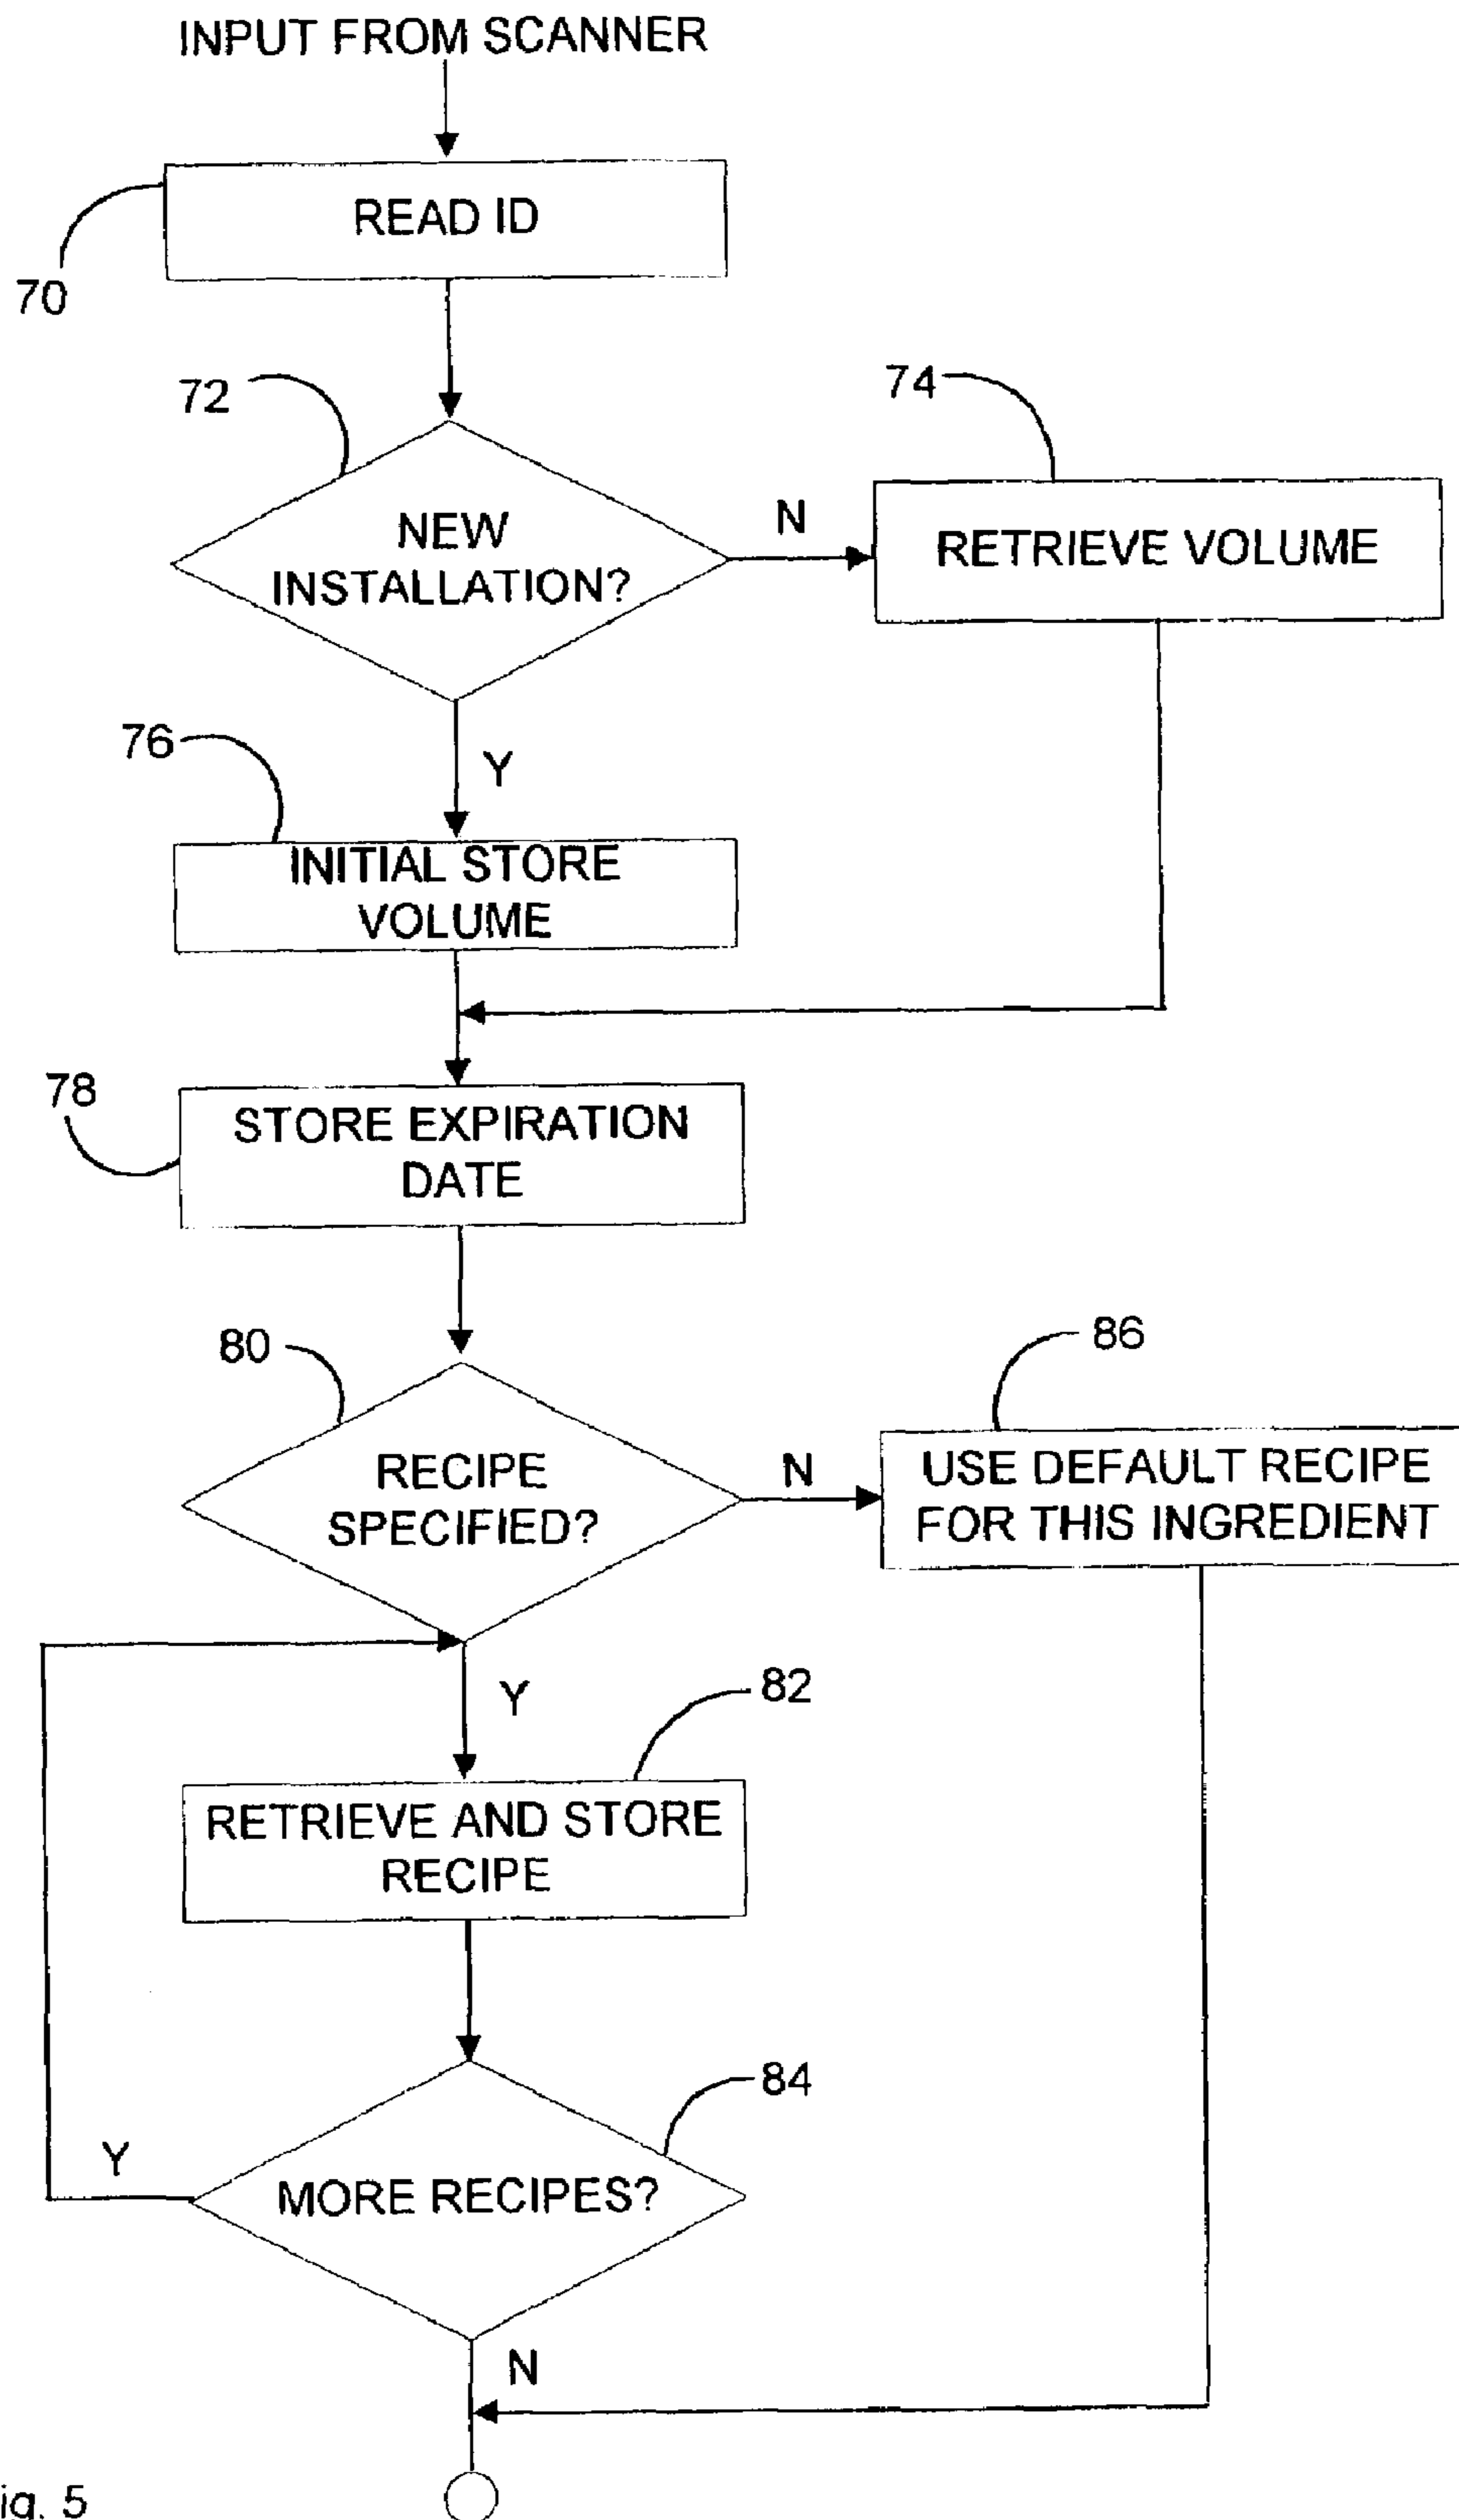 INPUT FROM SCANNER
READ ID
70
72
NEW
INSTALLATION?
N
74
RETRIEVE VOLUME
Y
76
INITIAL STORE
VOLUME
78
STORE EXPIRATION
DATE
80
RECIPE
SPECIFIED?
N
86
USE DEFAULT RECIPE
FOR THIS INGREDIENT
Y
82
RETRIEVE AND STORE
RECIPE
84
MORE RECIPES?
Y
N
ig. 5